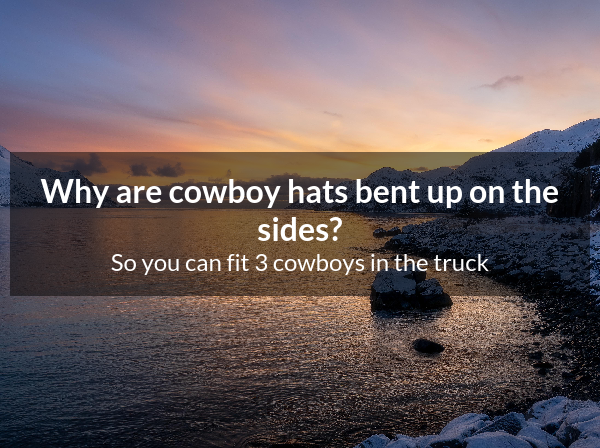 Why are cowboy hats bent up on the
sides?
So you can fit 3 cowboys in the truck